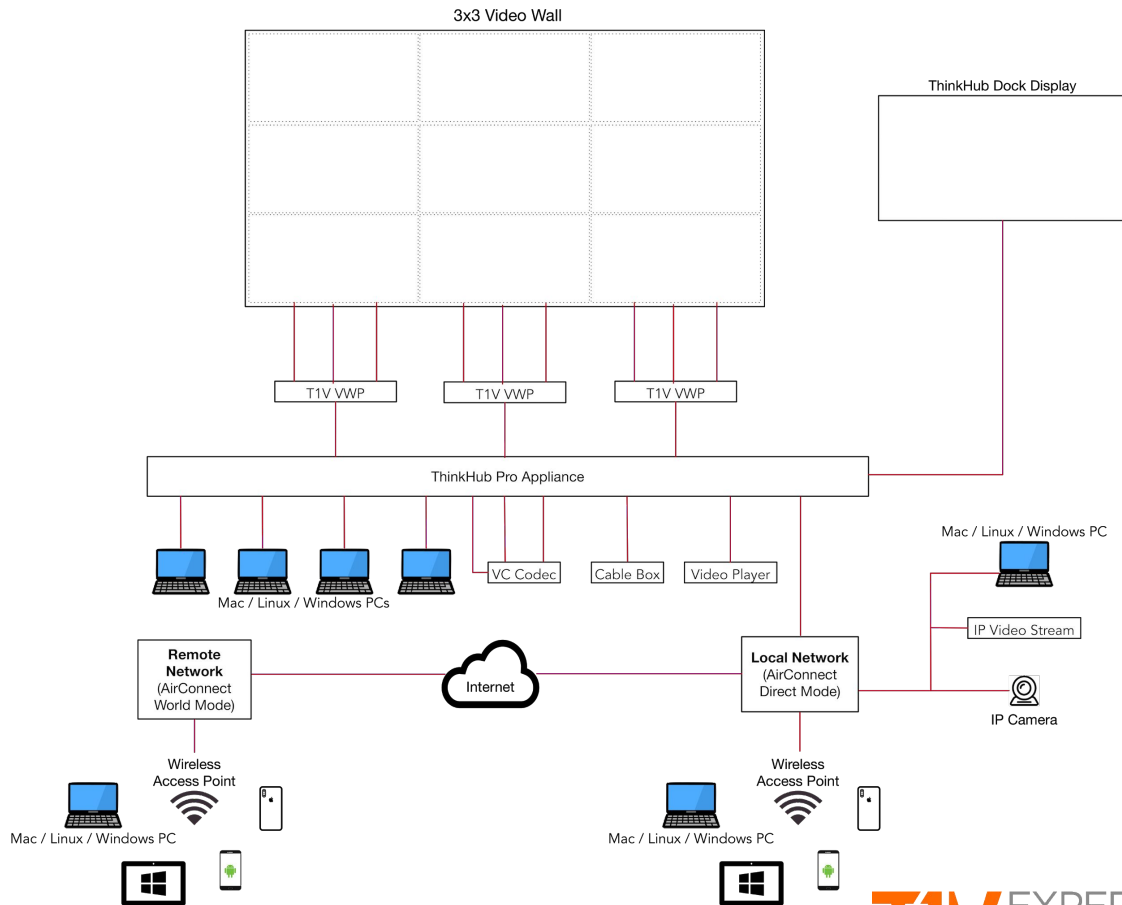 3x3 Video Wall
ThinkHub Dock Display
T1V VWP
T1V VWP
T1V VWP
ThinkHub Pro Appliance
VC Codec
Cable Box
Video Player
Mac / Linux / Windows PCs
Mac / Linux / Windows PC
IP Video Stream
IP Camera
Remote
Network
(AirConnect
World Mode)
Internet
Local Network
(AirConnect
Direct Mode)
Wireless
Access Point
Mac / Linux / Windows PC
Wireless
Access Point
Mac / Linux / Windows PC